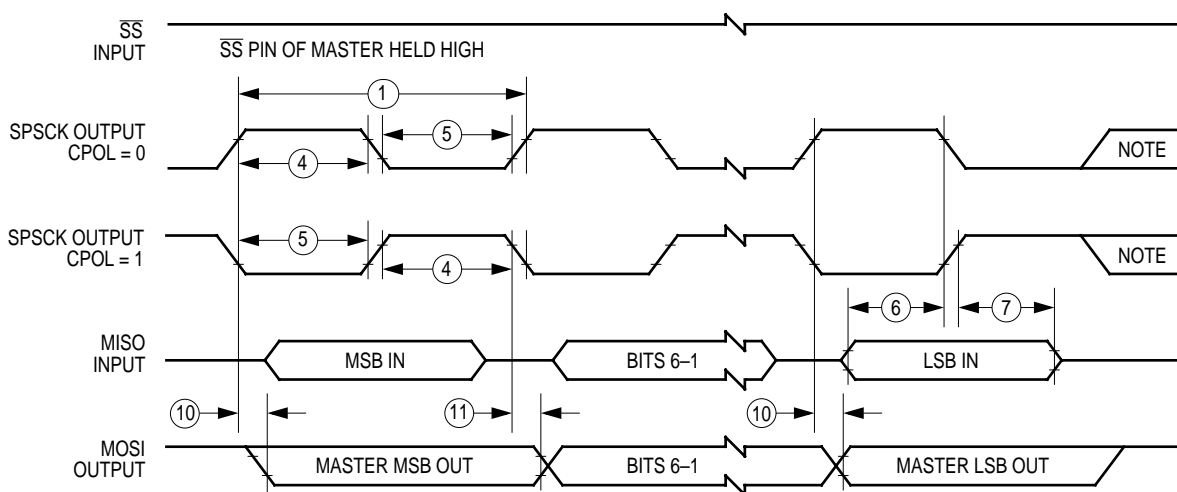 SS
INPUT
SS PIN OF MASTER HELD HIGH
1
SPSCK OUTPUT
CPOL = 0
5
4
NOTE
SPSCK OUTPUT
CPOL = 1
5
4
NOTE
6
7
MISO
INPUT
MSB IN
BITS 6–1
LSB IN
10
11
10
MOSI
OUTPUT
MASTER MSB OUT
BITS 6–1
MASTER LSB OUT